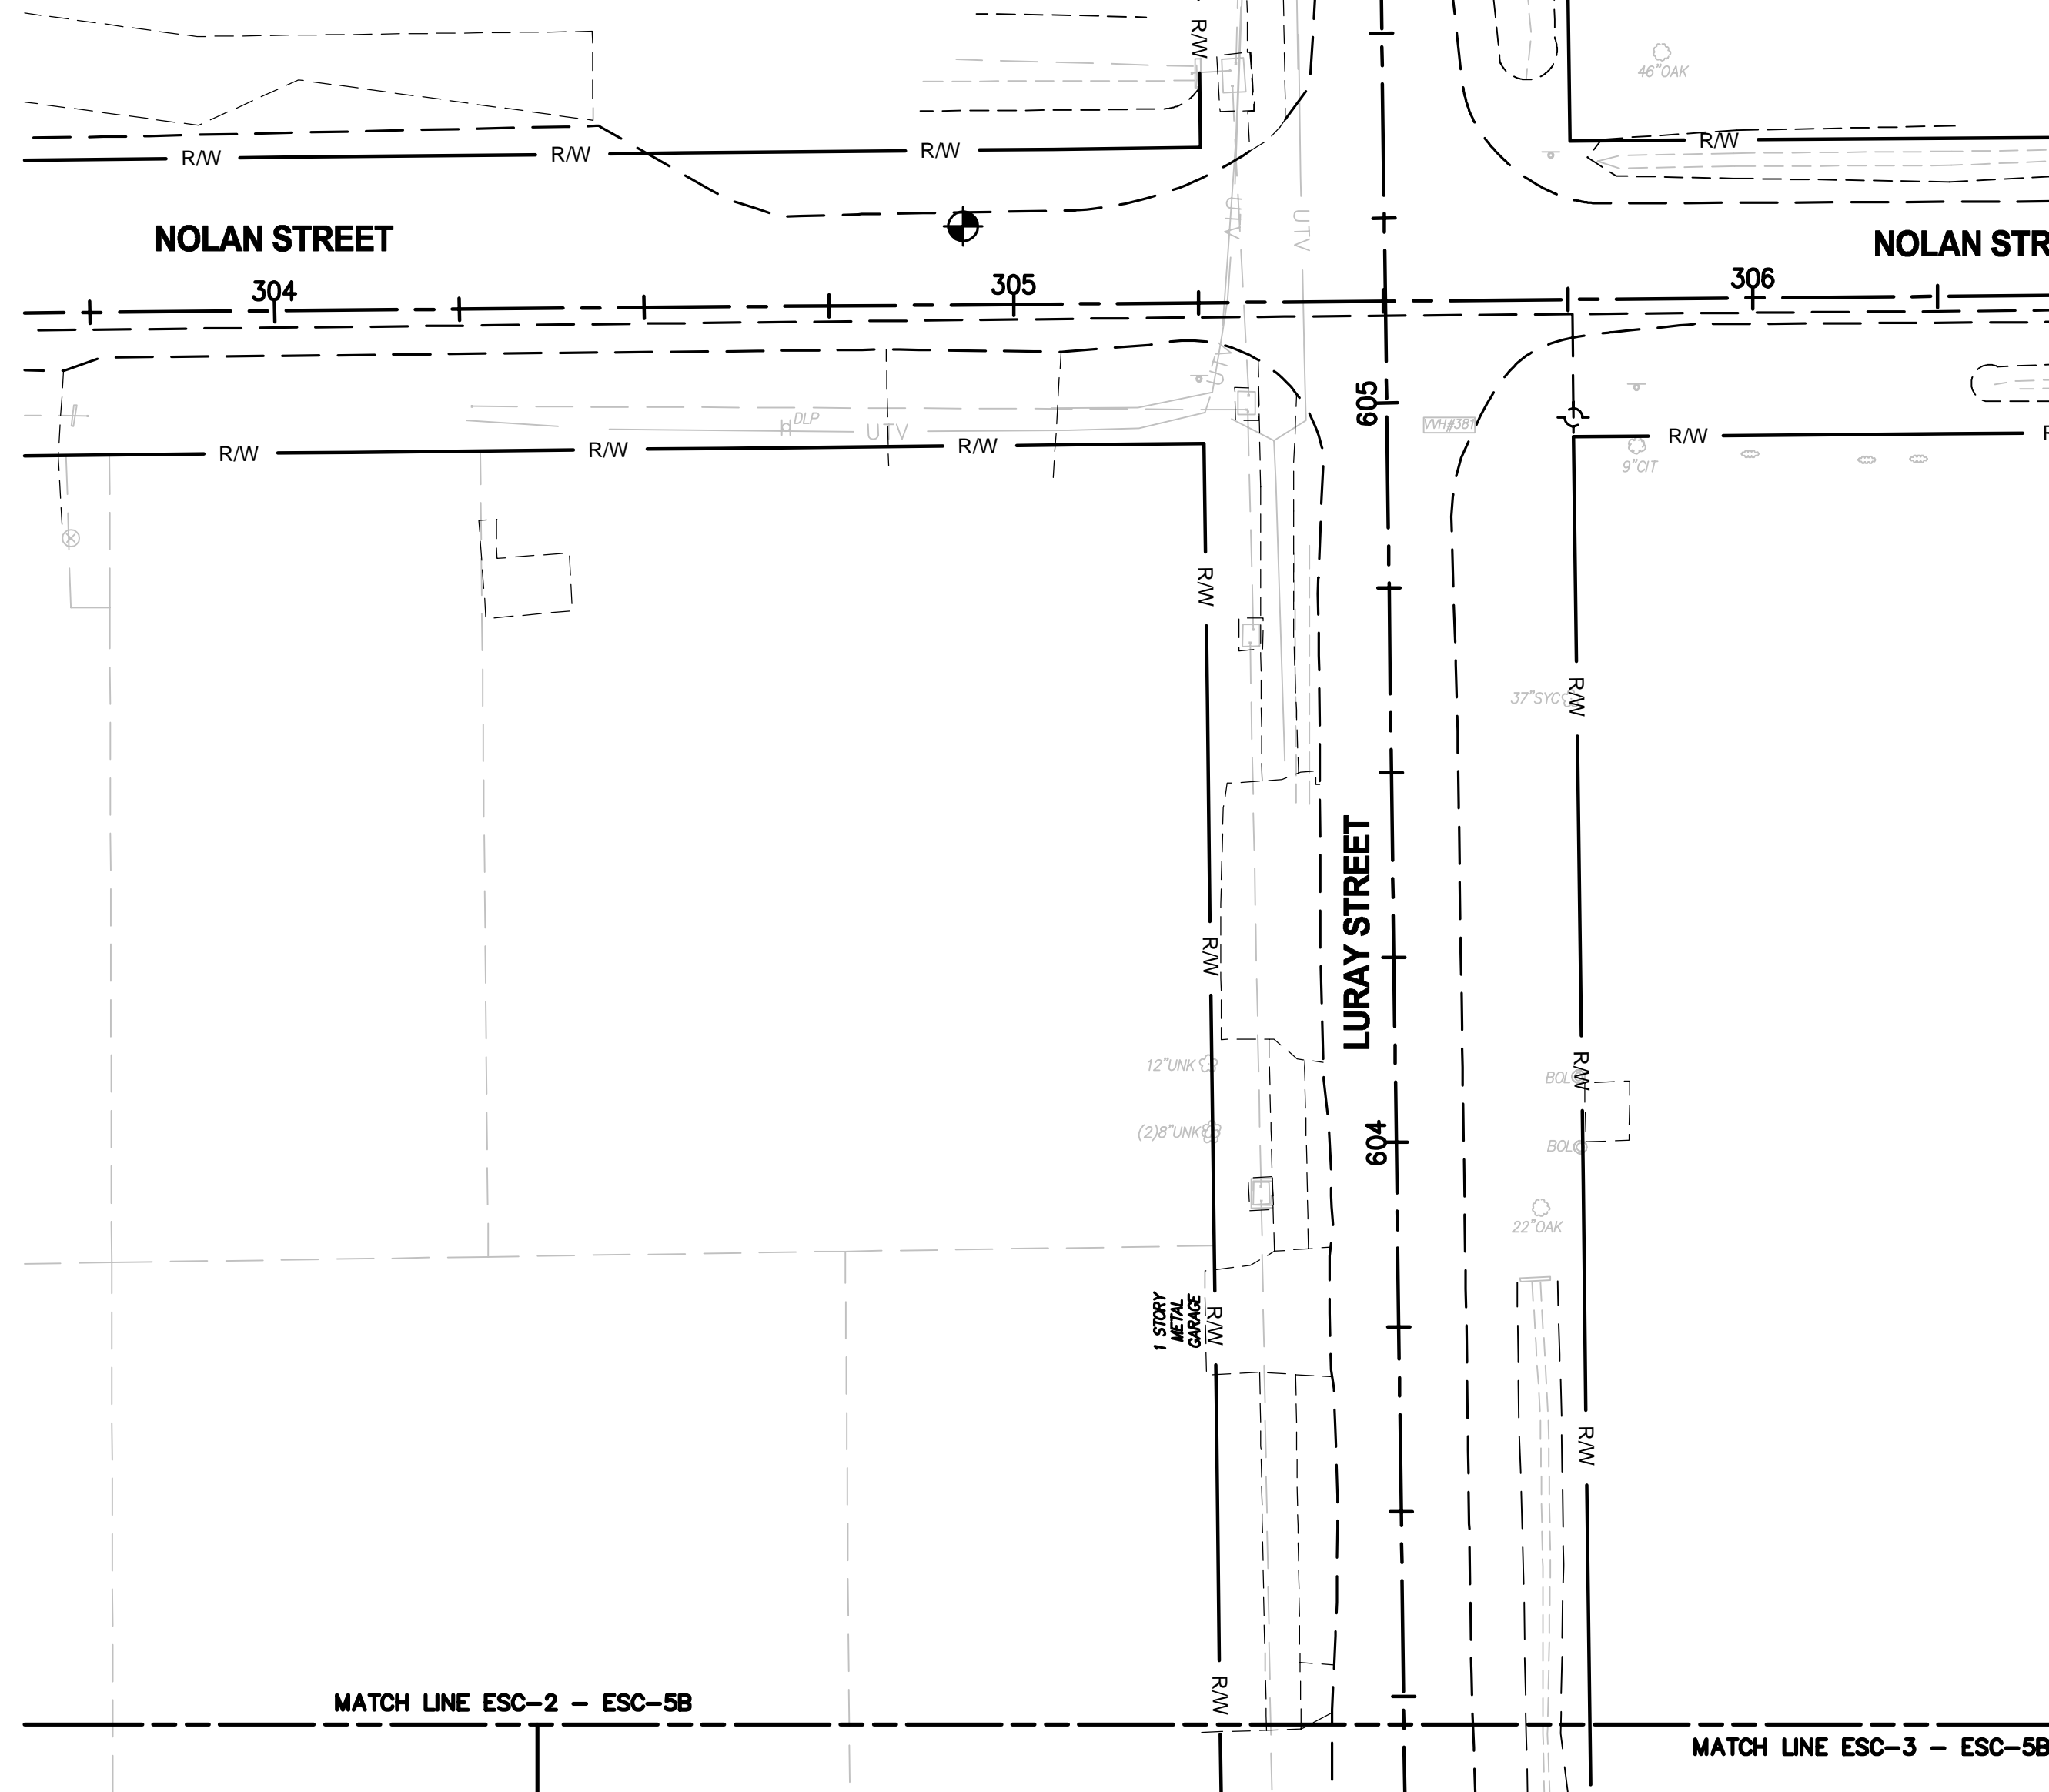 R/W
46"OAK
R/W
R/W
R/W
R/W
UTV
UTV
NOLAN STREET
NOLAN STR
304
305
306
UTV
605
DLP
UTV
R/W
R/W
R/W
R/W
9"CIT
R/W
37"SYC
R/W
LURAY STREET
R/W
12"UNK
R/W
BOL
(2)8"UNK
604
BOL
22"OAK
1 STORY
METAL
GARAGE
R/W
R/W
R/W
MATCH LINE ESC-2 - ESC-5B
MATCH LINE ESC-3 - ESC-5B